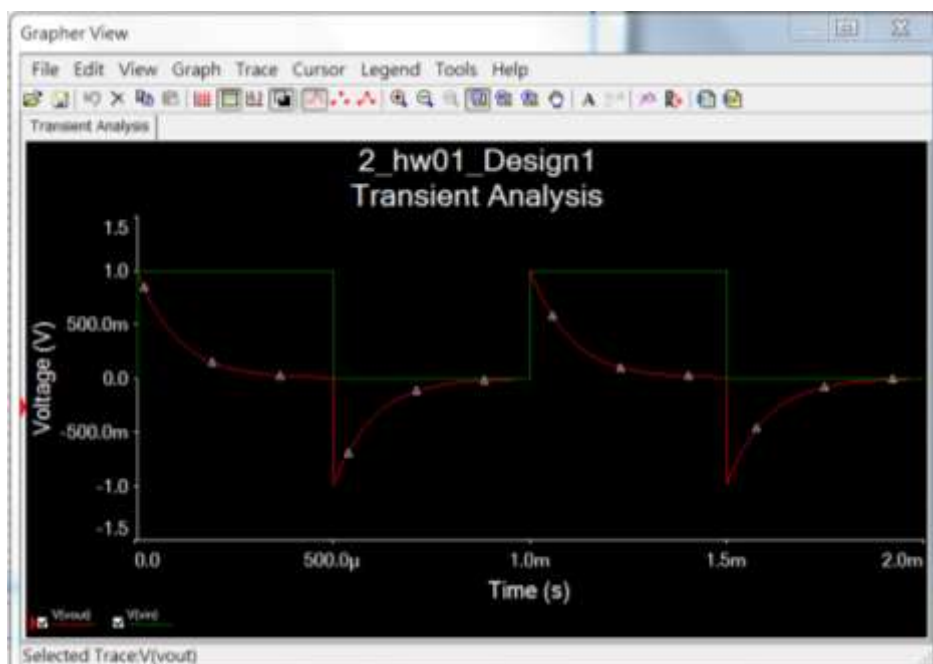 Grapher View
File Edit View Graph Trace Cursor Legend Tools Help
A
Transient Analysis
2_hw01_Design1
Transient Analysis
Voltage (V)
1.5
1.0
500.0m
0.0
-500.0m
-1.0
-1.5
0.0 500.0µ 1.0m 1.5m 2.0m
Time (s)
V(vout) V(vin)
Selected Trace:V(vout)